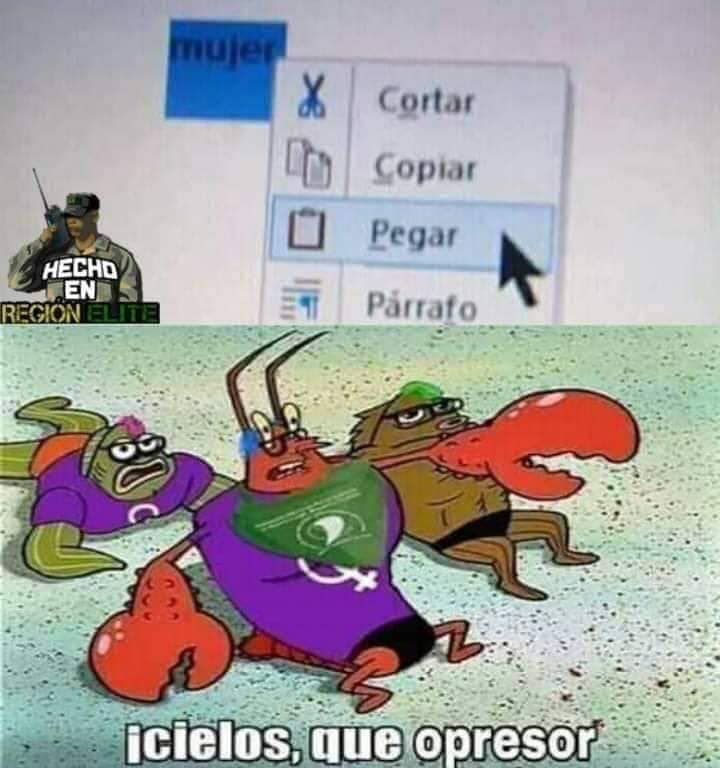 mujer
Cortar
Copiar
Pegar
Párrafo
HECHO
EN
REGIÓN ELITE
¡cielos, que opresor